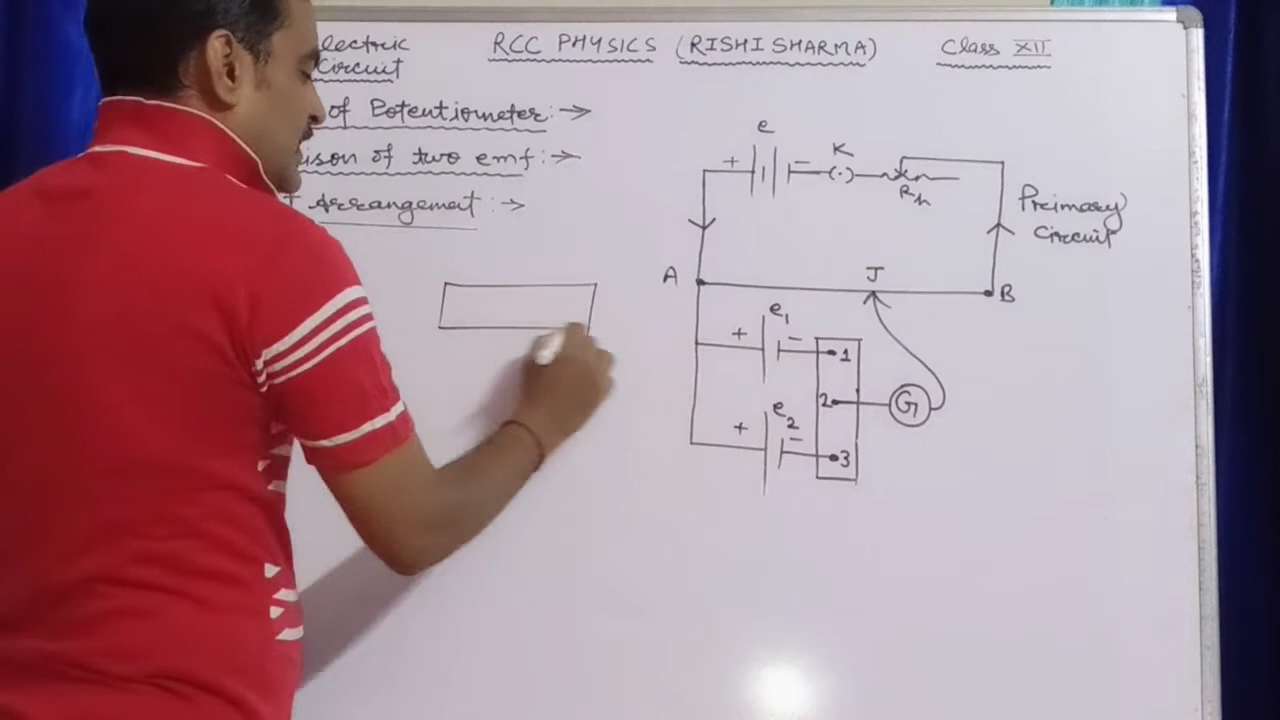 lectric
Circuit
RCC PHYSICS (RISHI SHARMA)
Class XII
of Potentiometer:→
ison of two emf:→
Arrangement:→
e
+
−
K
Rh
Primary
Circuit
A
J
B
e1
+
−
1
2
G
e2
+
−
3